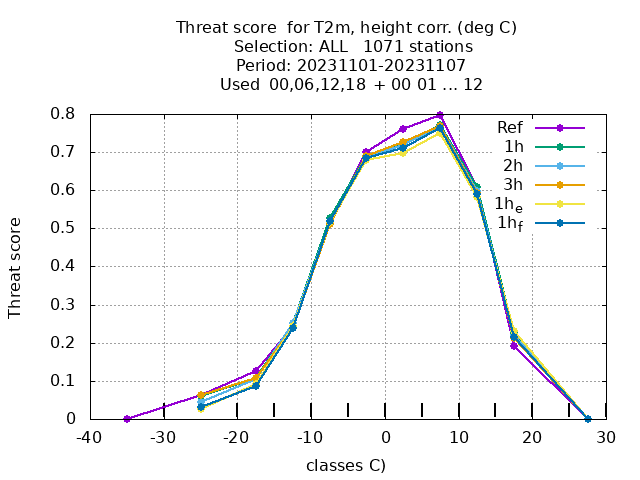 Threat score  for T2m, height corr. (deg C)
Selection: ALL   1071 stations
Period: 20231101-20231107
Used  00,06,12,18  + 00 01 ... 12
Threat score
0.8
0.7
0.6
0.5
0.4
0.3
0.2
0.1
0
Ref
1h
2h
3h
1he
1hf
-40
-30
-20
-10
0
10
20
30
classes C)